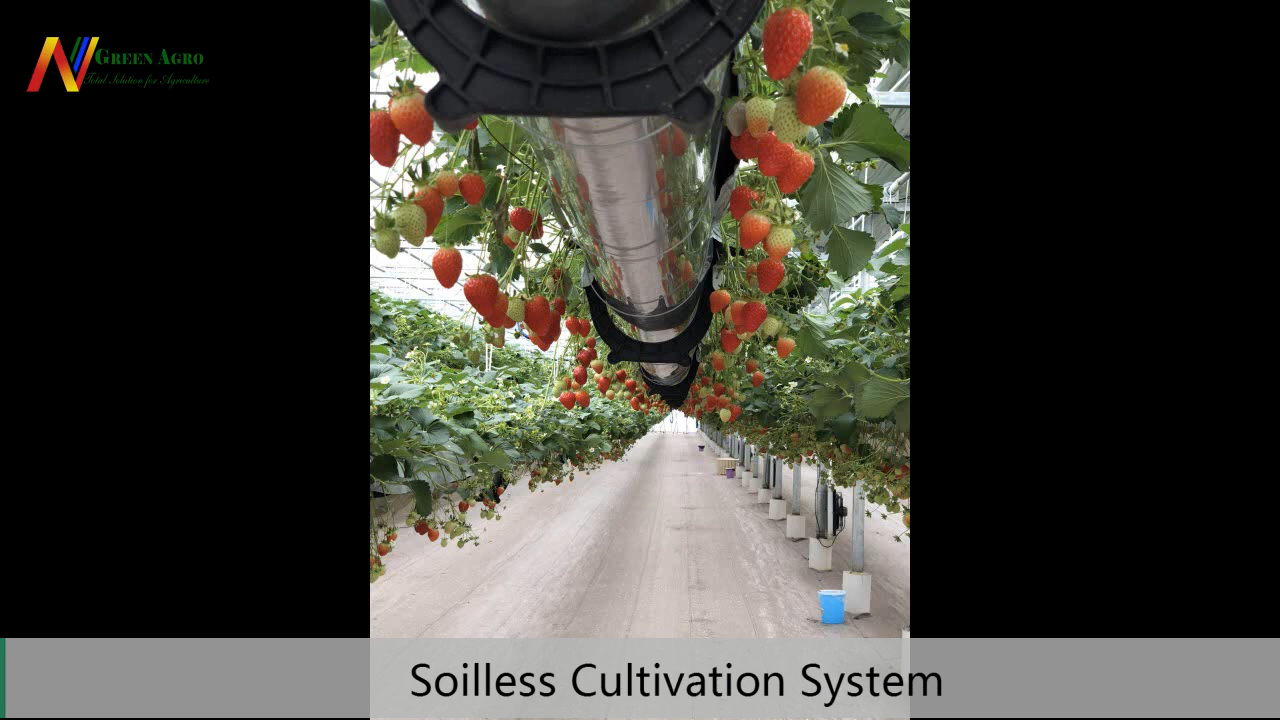 N GREEN AGRO
Total Solution for Agriculture
Soilless Cultivation System